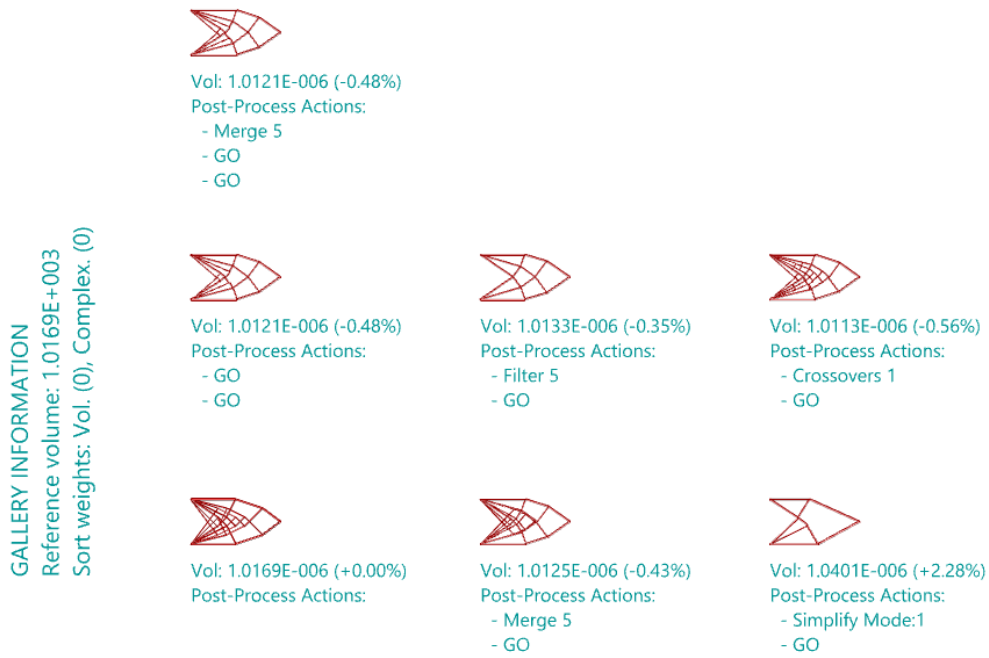 GALLERY INFORMATION
Reference volume: 1.0169E+003
Sort weights: Vol. (0), Complex. (0)
Vol: 1.0121E-006 (-0.48%)
Post-Process Actions:
- Merge 5
- GO
- GO
Vol: 1.0121E-006 (-0.48%)
Post-Process Actions:
- GO
- GO
Vol: 1.0133E-006 (-0.35%)
Post-Process Actions:
- Filter 5
- GO
Vol: 1.0113E-006 (-0.56%)
Post-Process Actions:
- Crossovers 1
- GO
Vol: 1.0169E-006 (+0.00%)
Post-Process Actions:
Vol: 1.0125E-006 (-0.43%)
Post-Process Actions:
- Merge 5
- GO
Vol: 1.0401E-006 (+2.28%)
Post-Process Actions:
- Simplify Mode:1
- GO